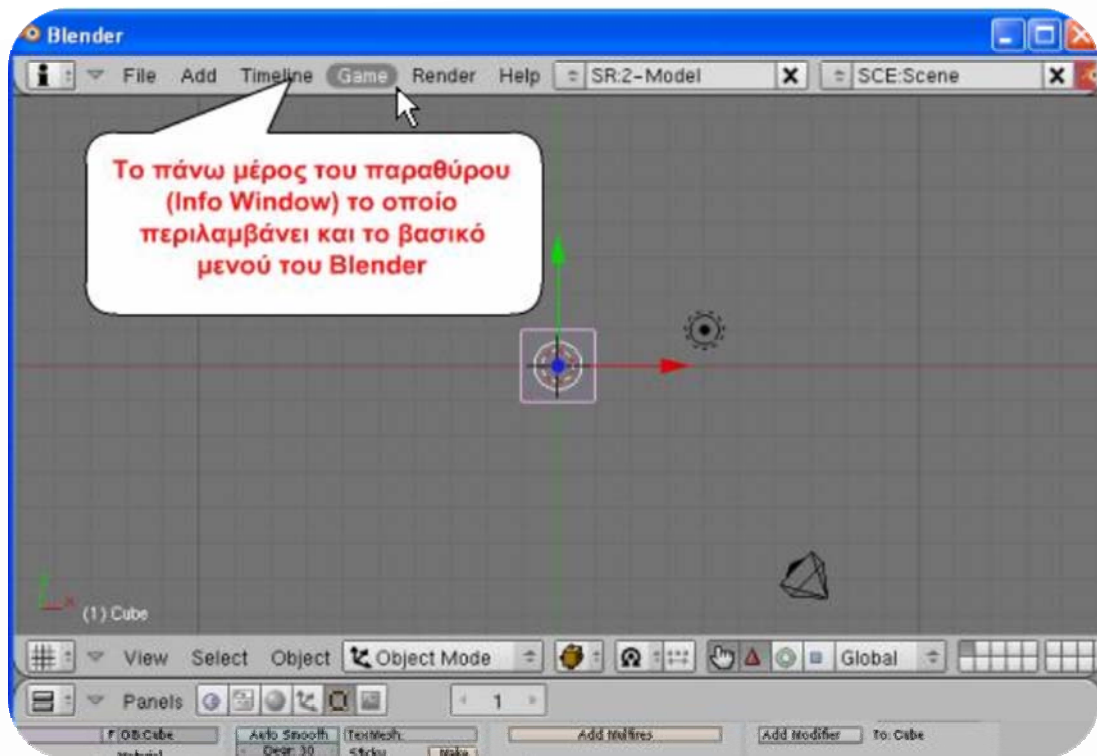 Blender
File Add Timeline Game Render Help SR:2-Model SCE:Scene
Το πάνω μέρος του παραθύρου
(Info Window) το οποίο
περιλαμβάνει και το βασικό
μενού του Blender
(1) Cube
View Select Object Object Mode Global
Panels 1
F OB:Cube Auto Smooth TexMesh: Add Multires Add Modifier To: Cube
Degr: 30 Sticky Make